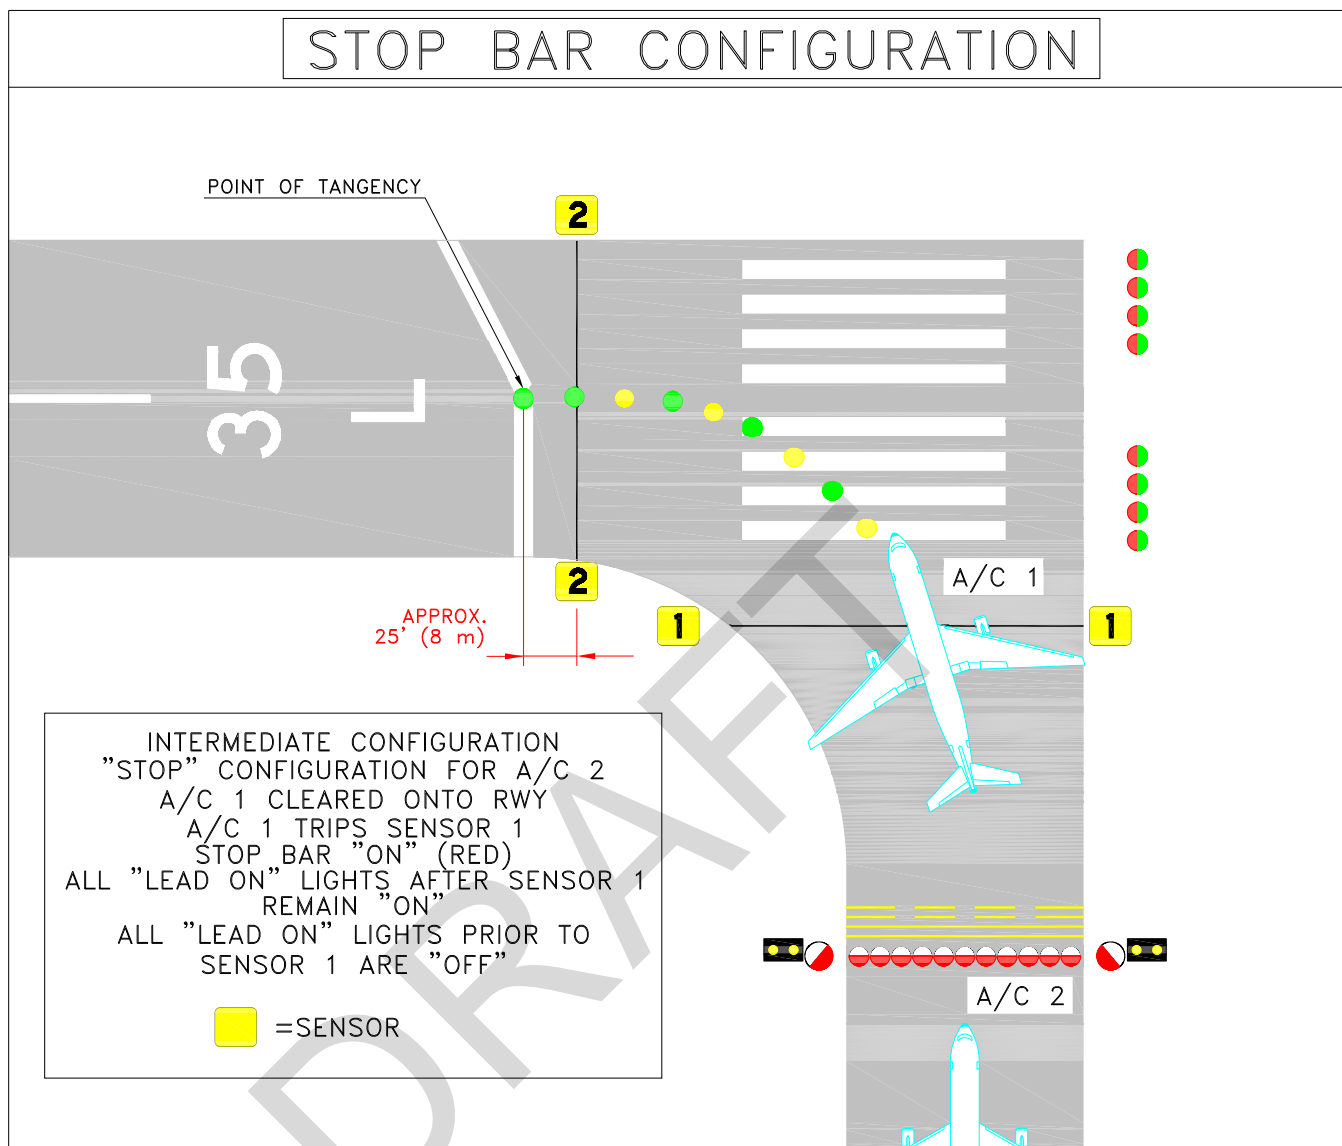 STOP BAR CONFIGURATION
POINT OF TANGENCY
2
35
L
2
A/C 1
APPROX.
25' (8 m)
1
1
INTERMEDIATE CONFIGURATION
"STOP" CONFIGURATION FOR A/C 2
A/C 1 CLEARED ONTO RWY
A/C 1 TRIPS SENSOR 1
STOP BAR "ON" (RED)
ALL "LEAD ON" LIGHTS AFTER SENSOR 1
REMAIN "ON"
ALL "LEAD ON" LIGHTS PRIOR TO
SENSOR 1 ARE "OFF"
=SENSOR
A/C 2
DRAFT